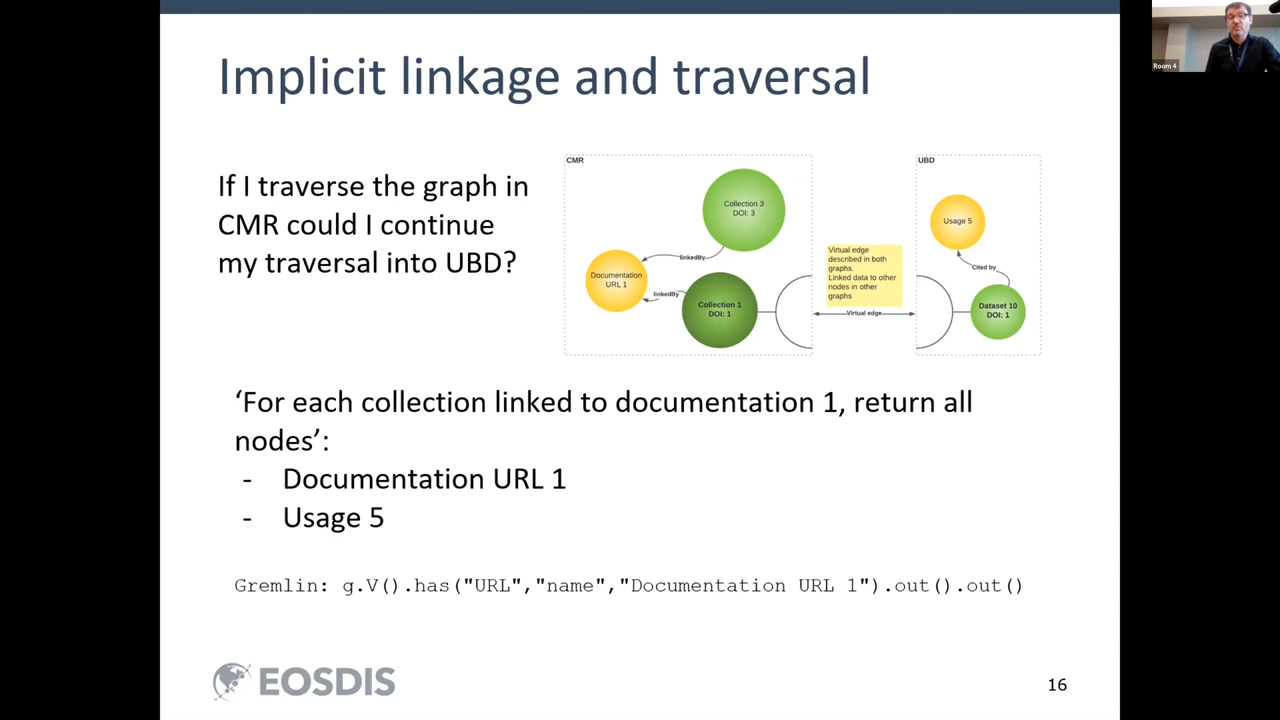 Implicit linkage and traversal
Room 4
If I traverse the graph in
CMR could I continue
my traversal into UBD?
CMR
Collection 3
DOI: 3
linkedBy
Documentation
URL 1
linkedBy
Collection 1
DOI: 1
Virtual edge
described in both
graphs.
Linked data to other
nodes in other
graphs
Virtual edge
UBD
Usage 5
Cited by
Dataset 10
DOI: 1
‘For each collection linked to documentation 1, return all
nodes’:
- Documentation URL 1
- Usage 5
Gremlin: g.V().has("URL","name","Documentation URL 1").out().out()
EOSDIS
16